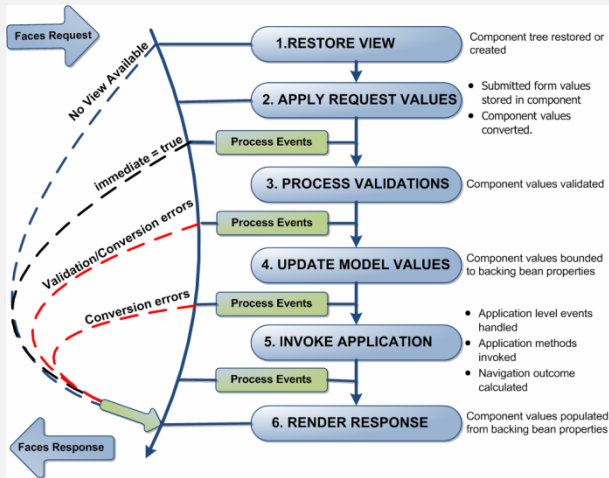 Faces Request
1.RESTORE VIEW
Component tree restored or
created
No View Available
2. APPLY REQUEST VALUES
• Submitted form values
stored in component
• Component values
converted.
Process Events
immediate = true
3. PROCESS VALIDATIONS
Component values validated
Process Events
Validation/Conversion errors
4. UPDATE MODEL VALUES
Component values bounded
to backing bean properties
Process Events
Conversion errors
5. INVOKE APPLICATION
• Application level events
handled
• Application methods
invoked
• Navigation outcome
calculated
Process Events
6. RENDER RESPONSE
Component values populated
from backing bean properties
Faces Response